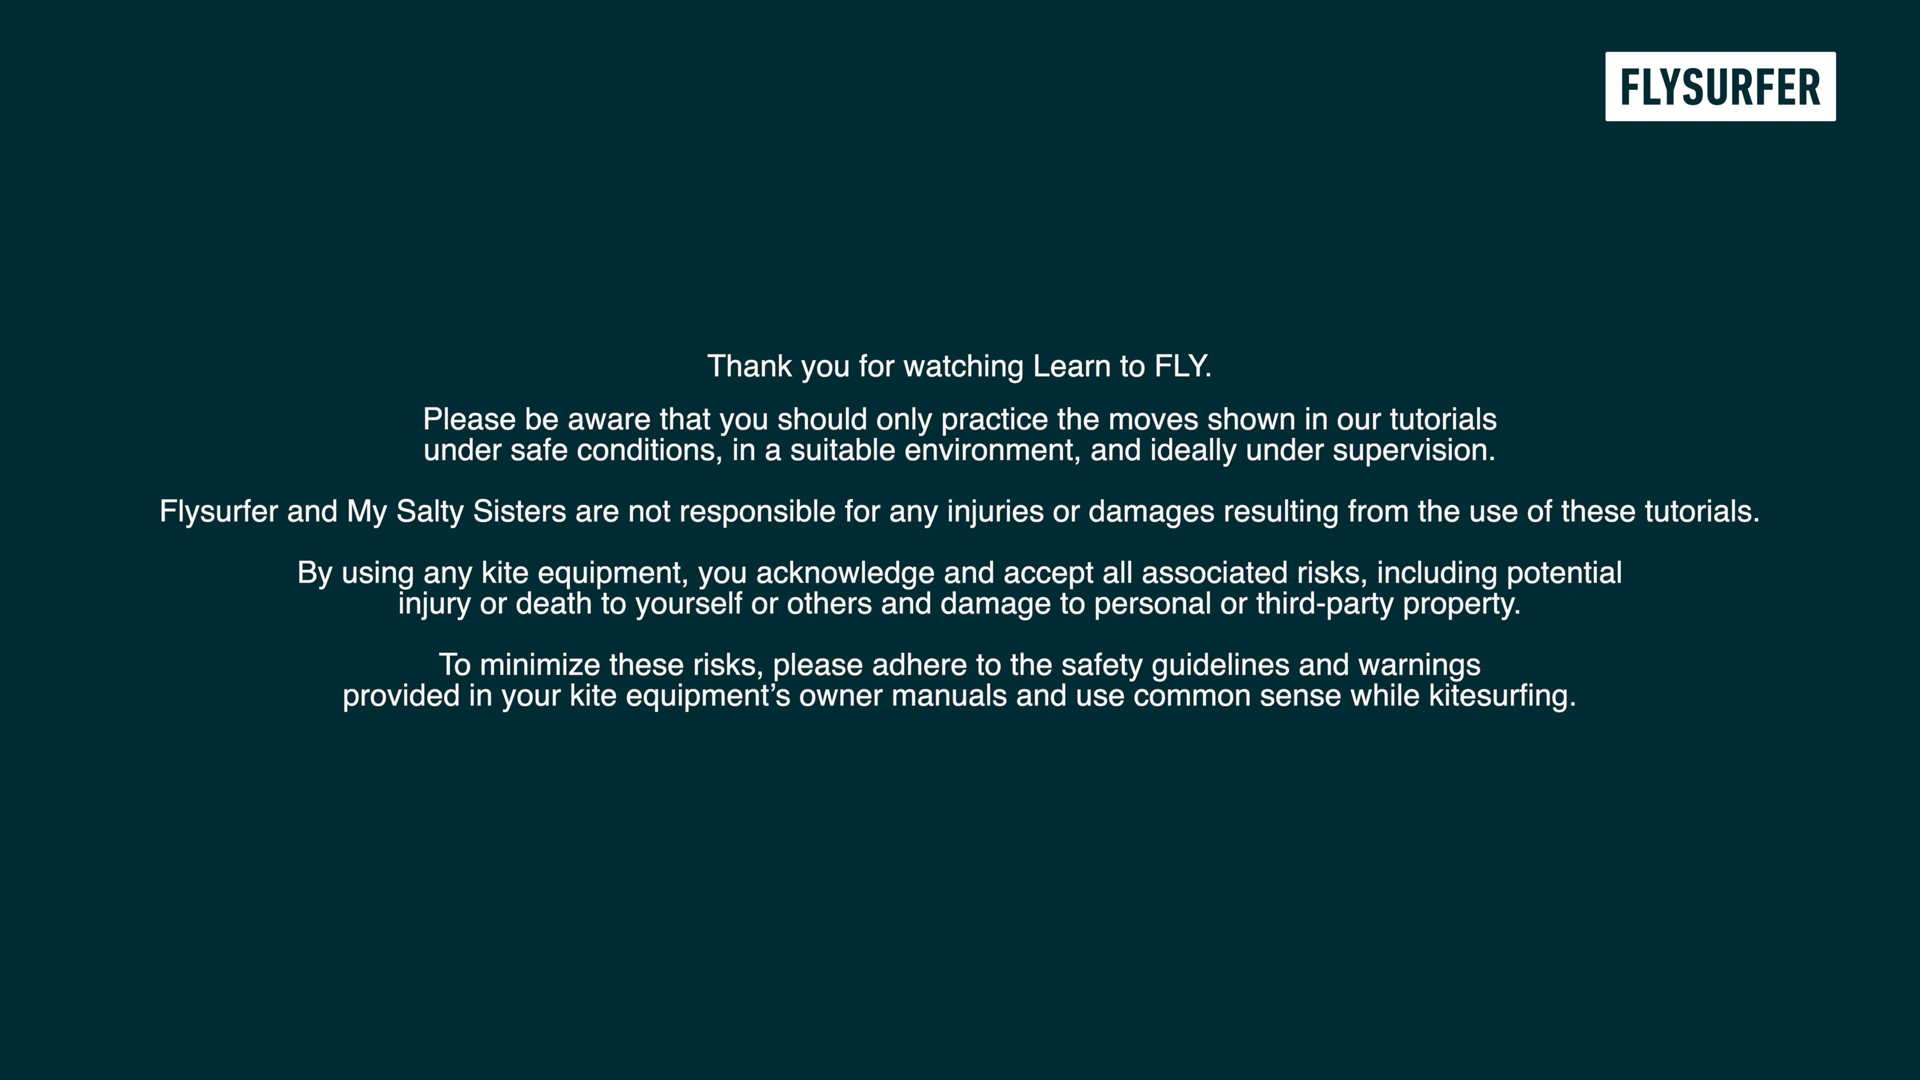 FLYSURFER
Thank you for watching Learn to FLY.
Please be aware that you should only practice the moves shown in our tutorials
under safe conditions, in a suitable environment, and ideally under supervision.
Flysurfer and My Salty Sisters are not responsible for any injuries or damages resulting from the use of these tutorials.
By using any kite equipment, you acknowledge and accept all associated risks, including potential
injury or death to yourself or others and damage to personal or third-party property.
To minimize these risks, please adhere to the safety guidelines and warnings
provided in your kite equipment’s owner manuals and use common sense while kitesurfing.